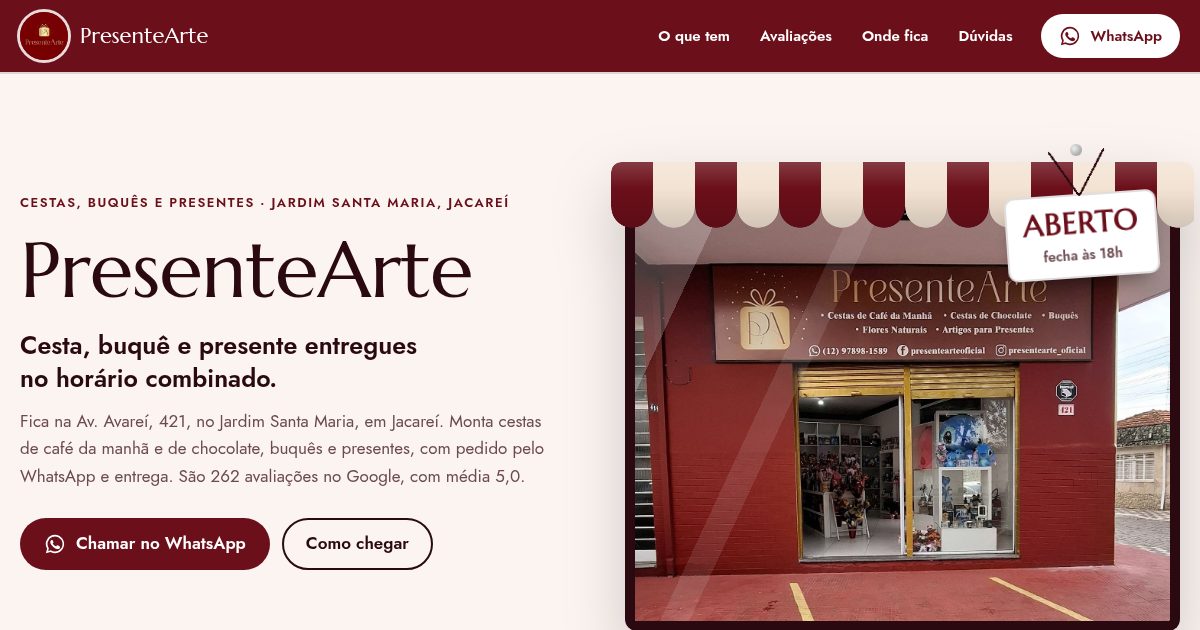 PresenteArte
PresenteArte
O que tem
Avaliações
Onde fica
Dúvidas
WhatsApp
CESTAS, BUQUÊS E PRESENTES · JARDIM SANTA MARIA, JACAREÍ
PresenteArte
Cesta, buquê e presente entregues
no horário combinado.
Fica na Av. Avareí, 421, no Jardim Santa Maria, em Jacareí. Monta cestas
de café da manhã e de chocolate, buquês e presentes, com pedido pelo
WhatsApp e entrega. São 262 avaliações no Google, com média 5,0.
Chamar no WhatsApp
Como chegar
ABERTO
fecha às 18h
PresenteArte
PA
• Cestas de Café da Manhã • Cestas de Chocolate • Buquês
• Flores Naturais • Artigos para Presentes
(12) 97898-1589 presentearteoficial presentearte_oficial
421